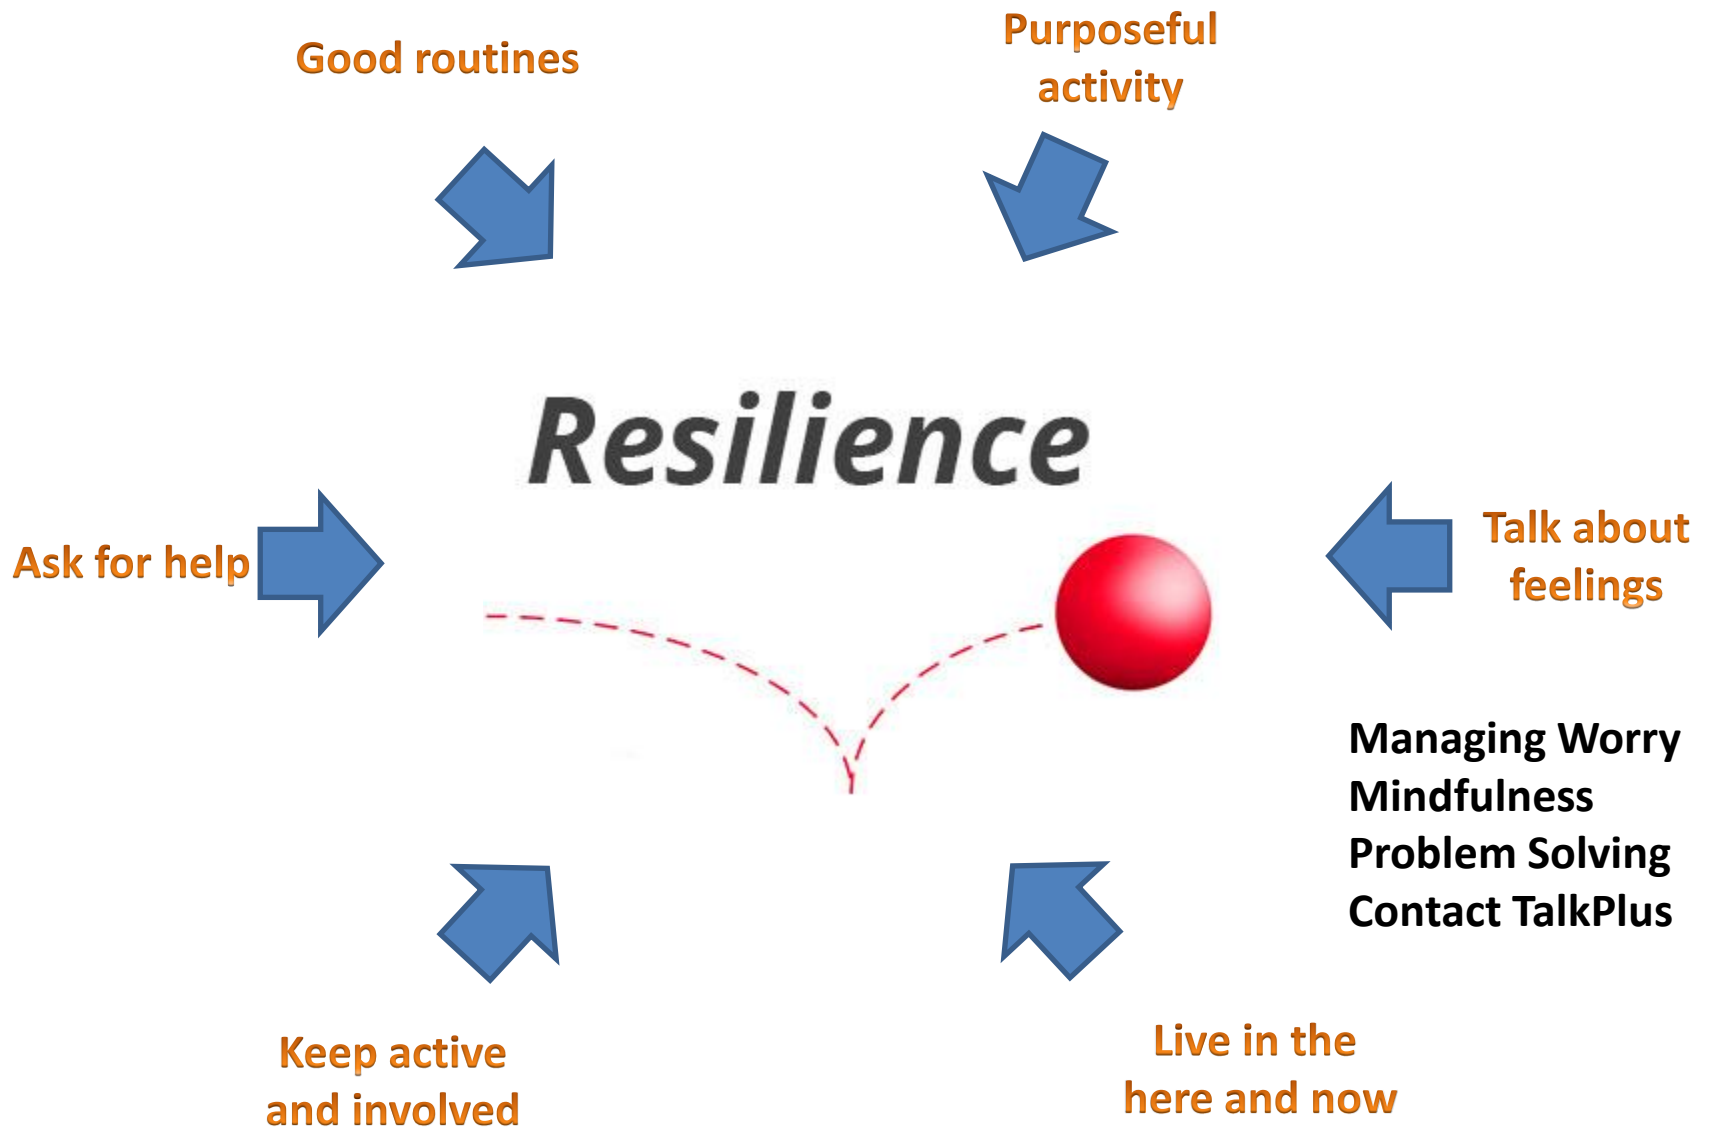 Good routines
Purposeful
activity
Resilience
Ask for help
Talk about
feelings
Managing Worry
Mindfulness
Problem Solving
Contact TalkPlus
Keep active
and involved
Live in the
here and now